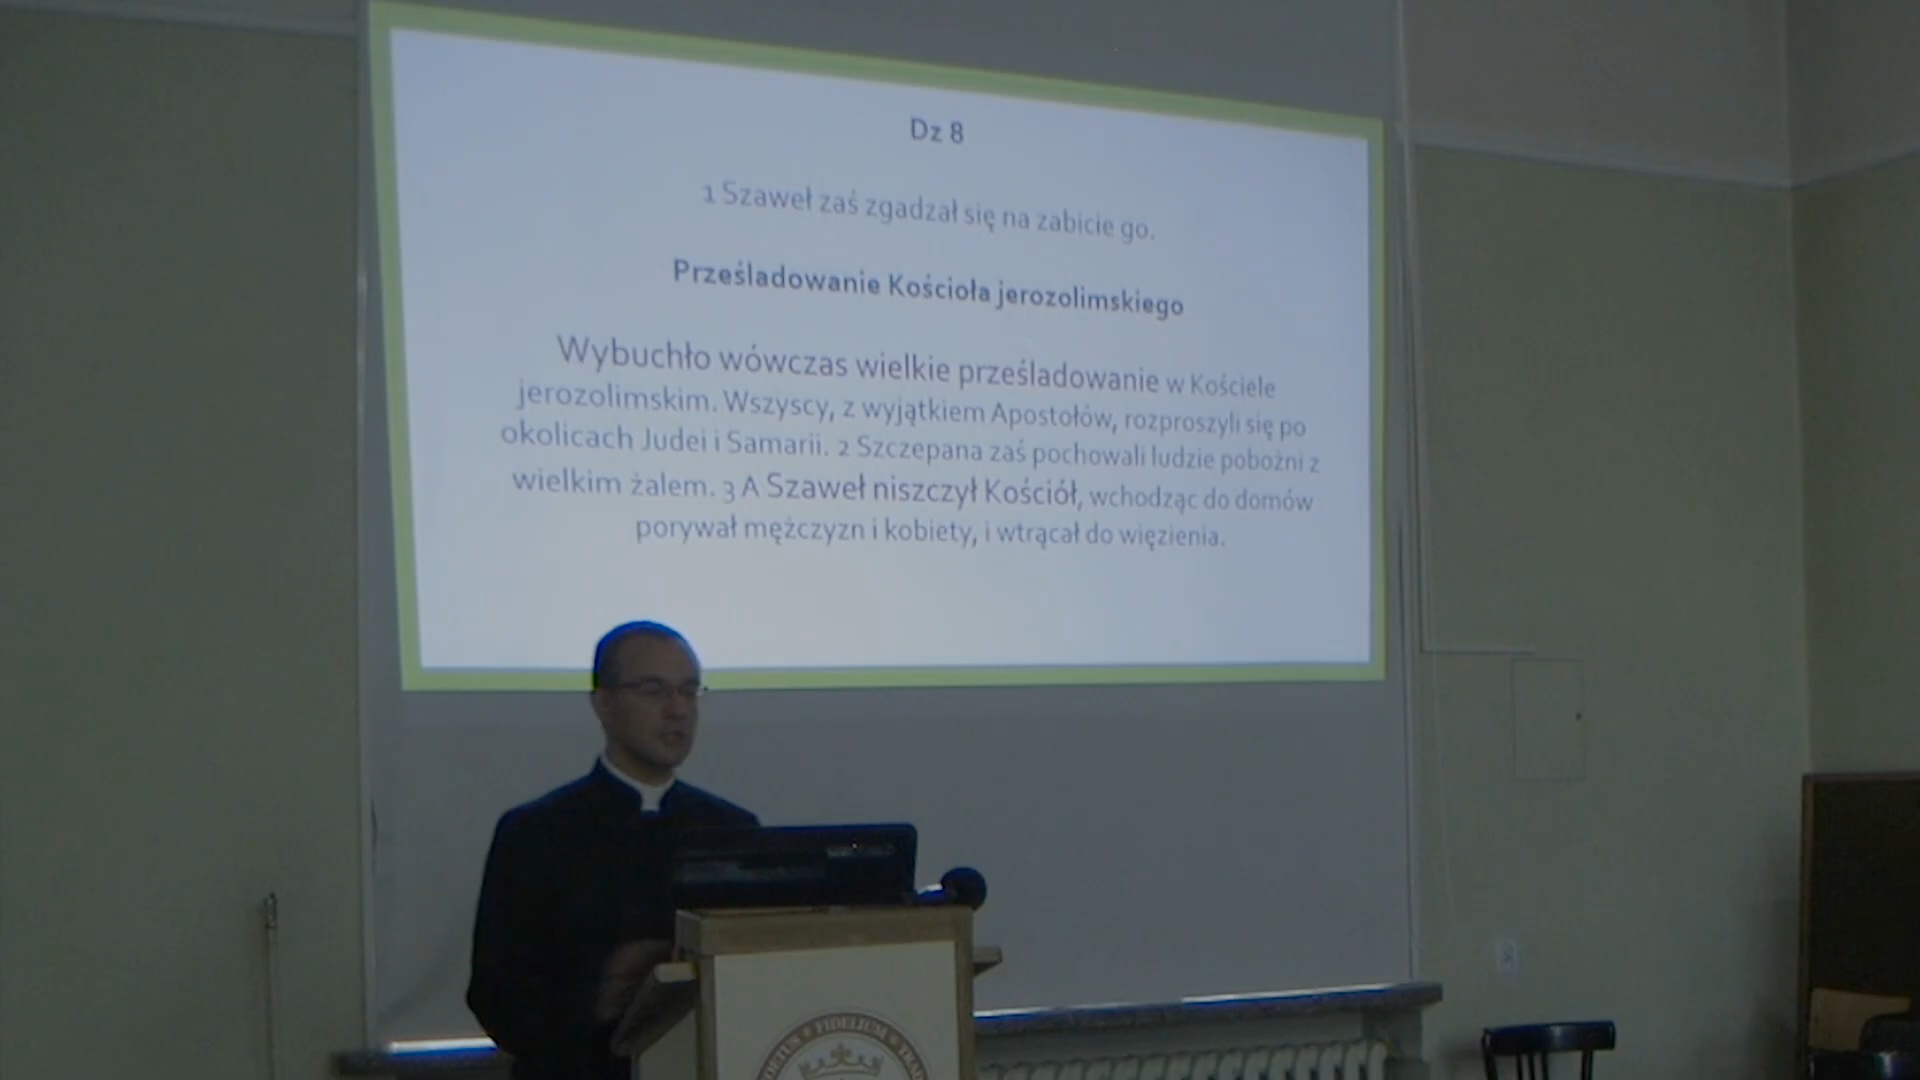 Dz 8
1 Szaweł zaś zgadzał się na zabicie go.
Prześladowanie Kościoła jerozolimskiego
Wybuchło wówczas wielkie prześladowanie w Kościele
jerozolimskim. Wszyscy, z wyjątkiem Apostołów, rozproszyli się po
okolicach Judei i Samarii. 2 Szczepana zaś pochowali ludzie pobożni z
wielkim żalem. 3 A Szaweł niszczył Kościół, wchodząc do domów
porywał mężczyzn i kobiety, i wtrącał do więzienia.
FIDELIUM